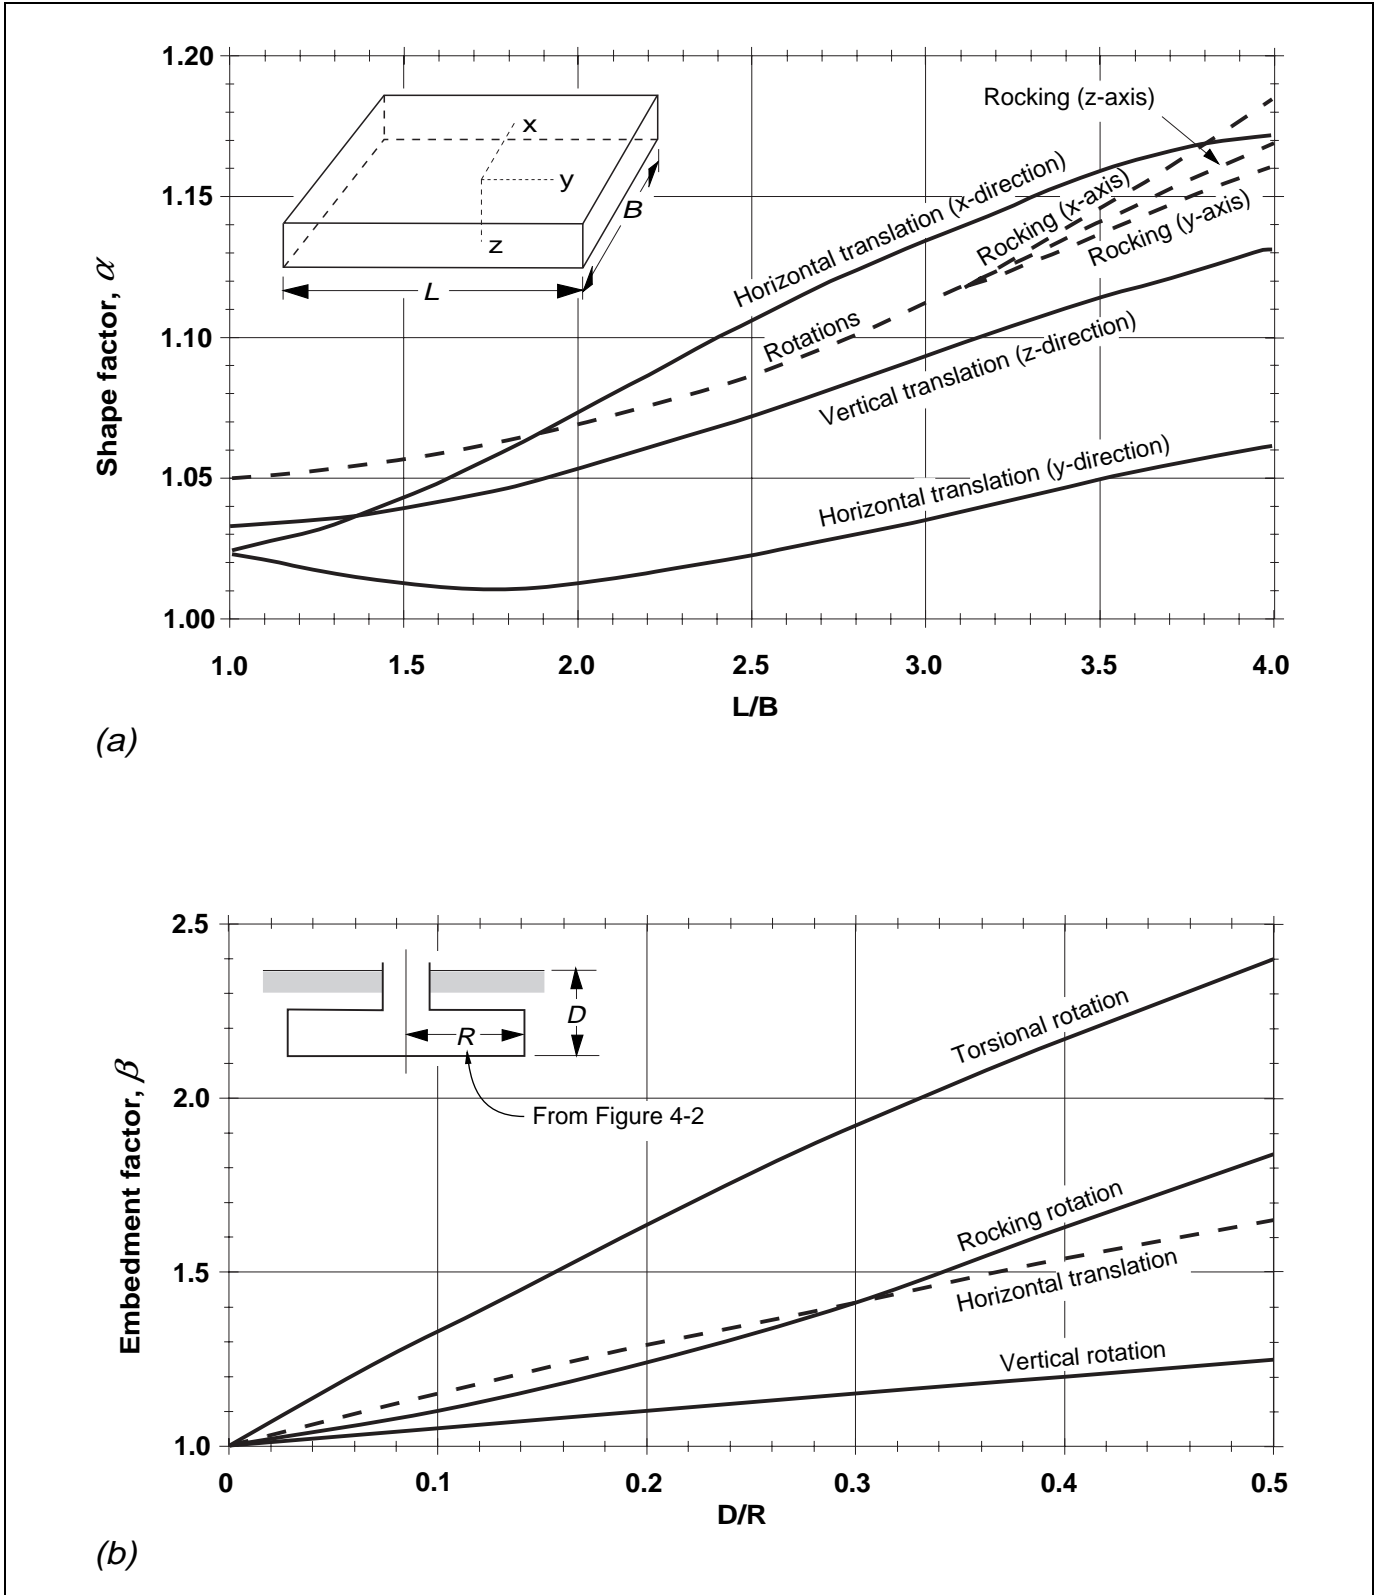 1.20
1.15
1.10
1.05
1.00
Shape factor, α
x
y
z
B
L
Rocking (z-axis)
Horizontal translation (x-direction)
Rocking (x-axis)
Rocking (y-axis)
Rotations
Vertical translation (z-direction)
Horizontal translation (y-direction)
1.0 1.5 2.0 2.5 3.0 3.5 4.0
L/B
(a)
2.5
2.0
1.5
1.0
Embedment factor, β
D
R
From Figure 4-2
Torsional rotation
Rocking rotation
Horizontal translation
Vertical rotation
0 0.1 0.2 0.3 0.4 0.5
D/R
(b)